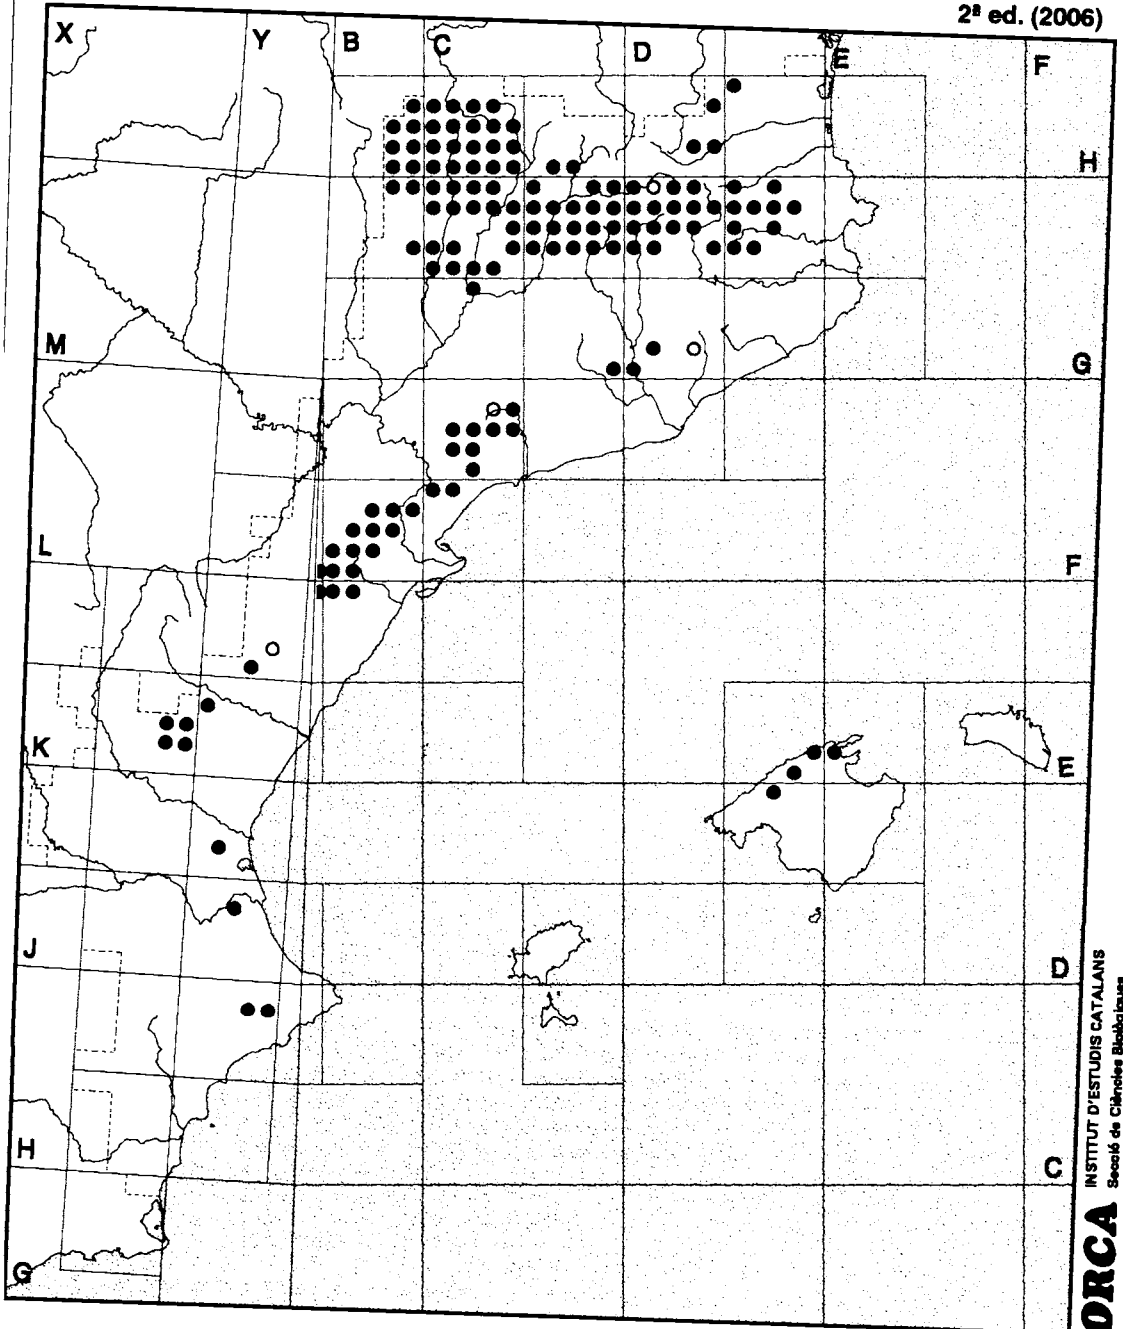 2ª ed. (2006)
X
Y
B
C
D
E
F
H
M
G
L
F
K
E
J
D
H
C
G
INSTITUT D'ESTUDIS CATALANS
Secció de Ciències Biològiques
ORCA